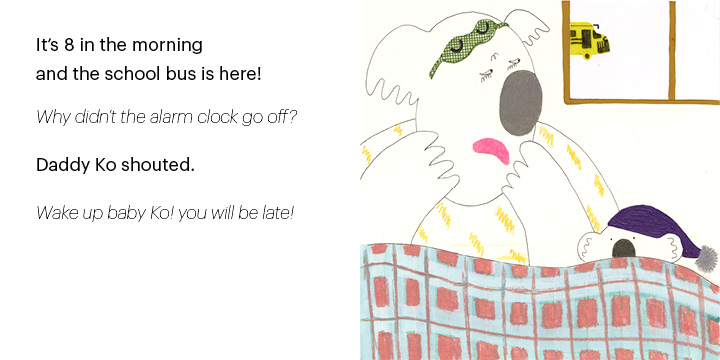 It's 8 in the morning
and the school bus is here!
Why didn't the alarm clock go off?
Daddy Ko shouted.
Wake up baby Ko! you will be late!